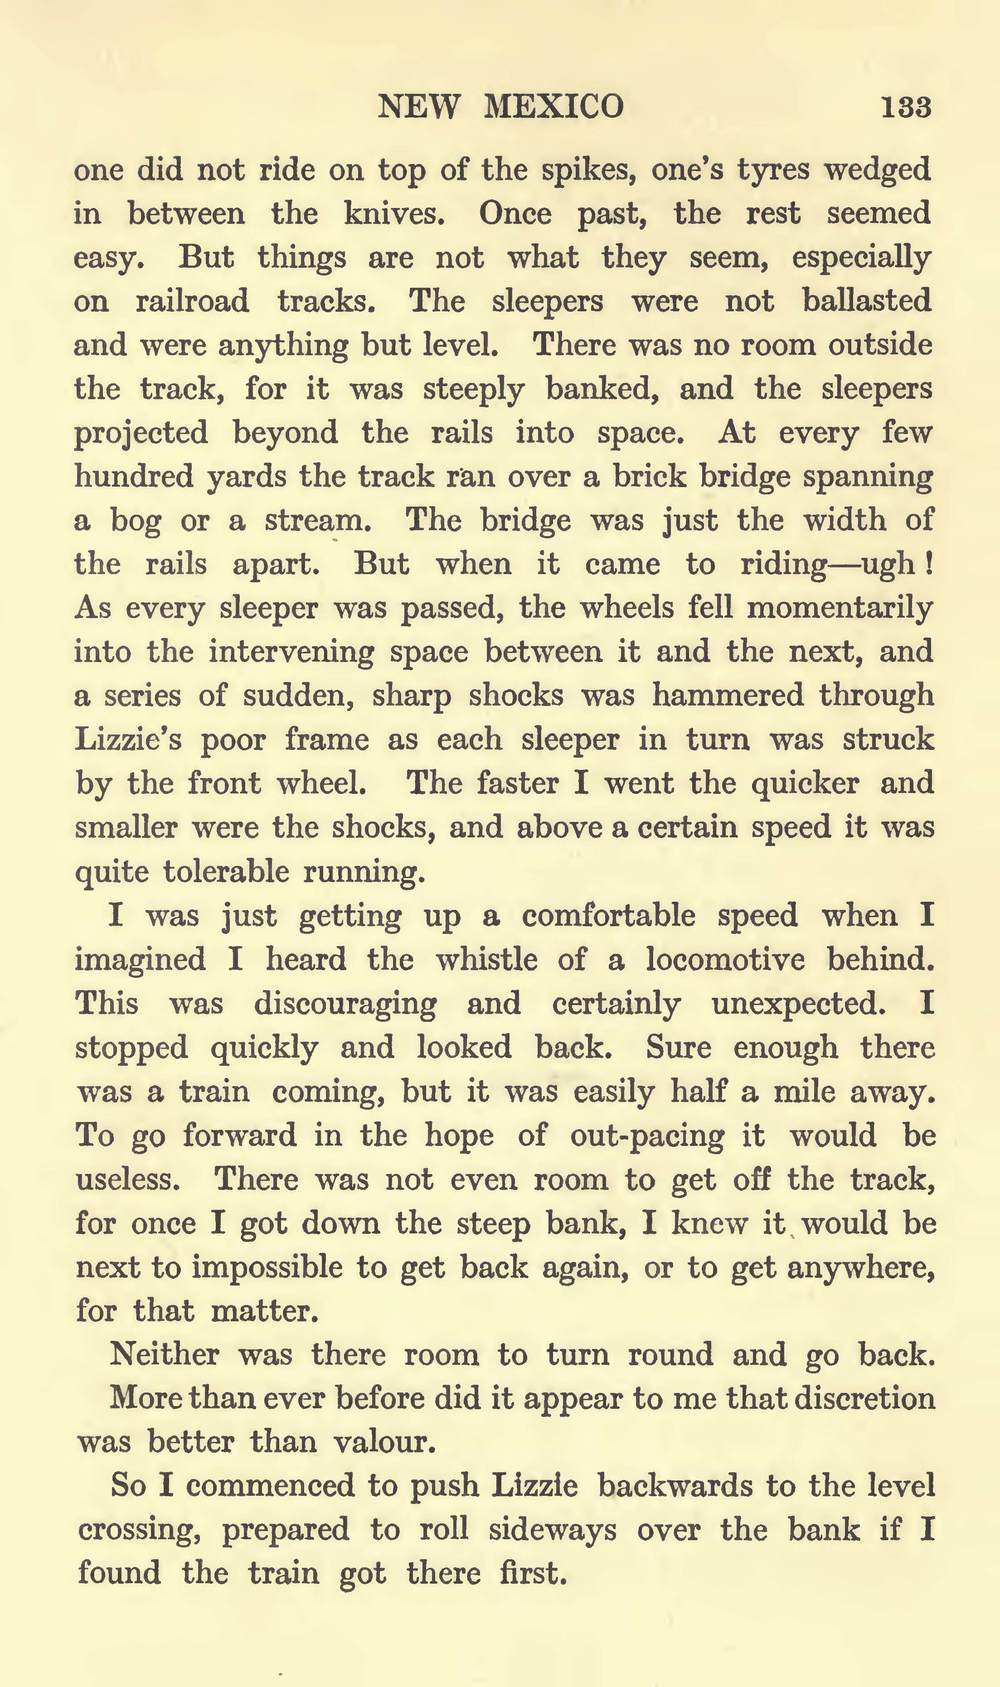 NEW MEXICO 133
one did not ride on top of the spikes, one's tyres wedged
in between the knives. Once past, the rest seemed
easy. But things are not what they seem, especially
on railroad tracks. The sleepers were not ballasted
and were anything but level. There was no room outside
the track, for it was steeply banked, and the sleepers
projected beyond the rails into space. At every few
hundred yards the track ran over a brick bridge spanning
a bog or a stream. The bridge was just the width of
the rails apart. But when it came to riding—ugh!
As every sleeper was passed, the wheels fell momentarily
into the intervening space between it and the next, and
a series of sudden, sharp shocks was hammered through
Lizzie's poor frame as each sleeper in turn was struck
by the front wheel. The faster I went the quicker and
smaller were the shocks, and above a certain speed it was
quite tolerable running.
I was just getting up a comfortable speed when I
imagined I heard the whistle of a locomotive behind.
This was discouraging and certainly unexpected. I
stopped quickly and looked back. Sure enough there
was a train coming, but it was easily half a mile away.
To go forward in the hope of out-pacing it would be
useless. There was not even room to get off the track,
for once I got down the steep bank, I knew it would be
next to impossible to get back again, or to get anywhere,
for that matter.
Neither was there room to turn round and go back.
More than ever before did it appear to me that discretion
was better than valour.
So I commenced to push Lizzie backwards to the level
crossing, prepared to roll sideways over the bank if I
found the train got there first.